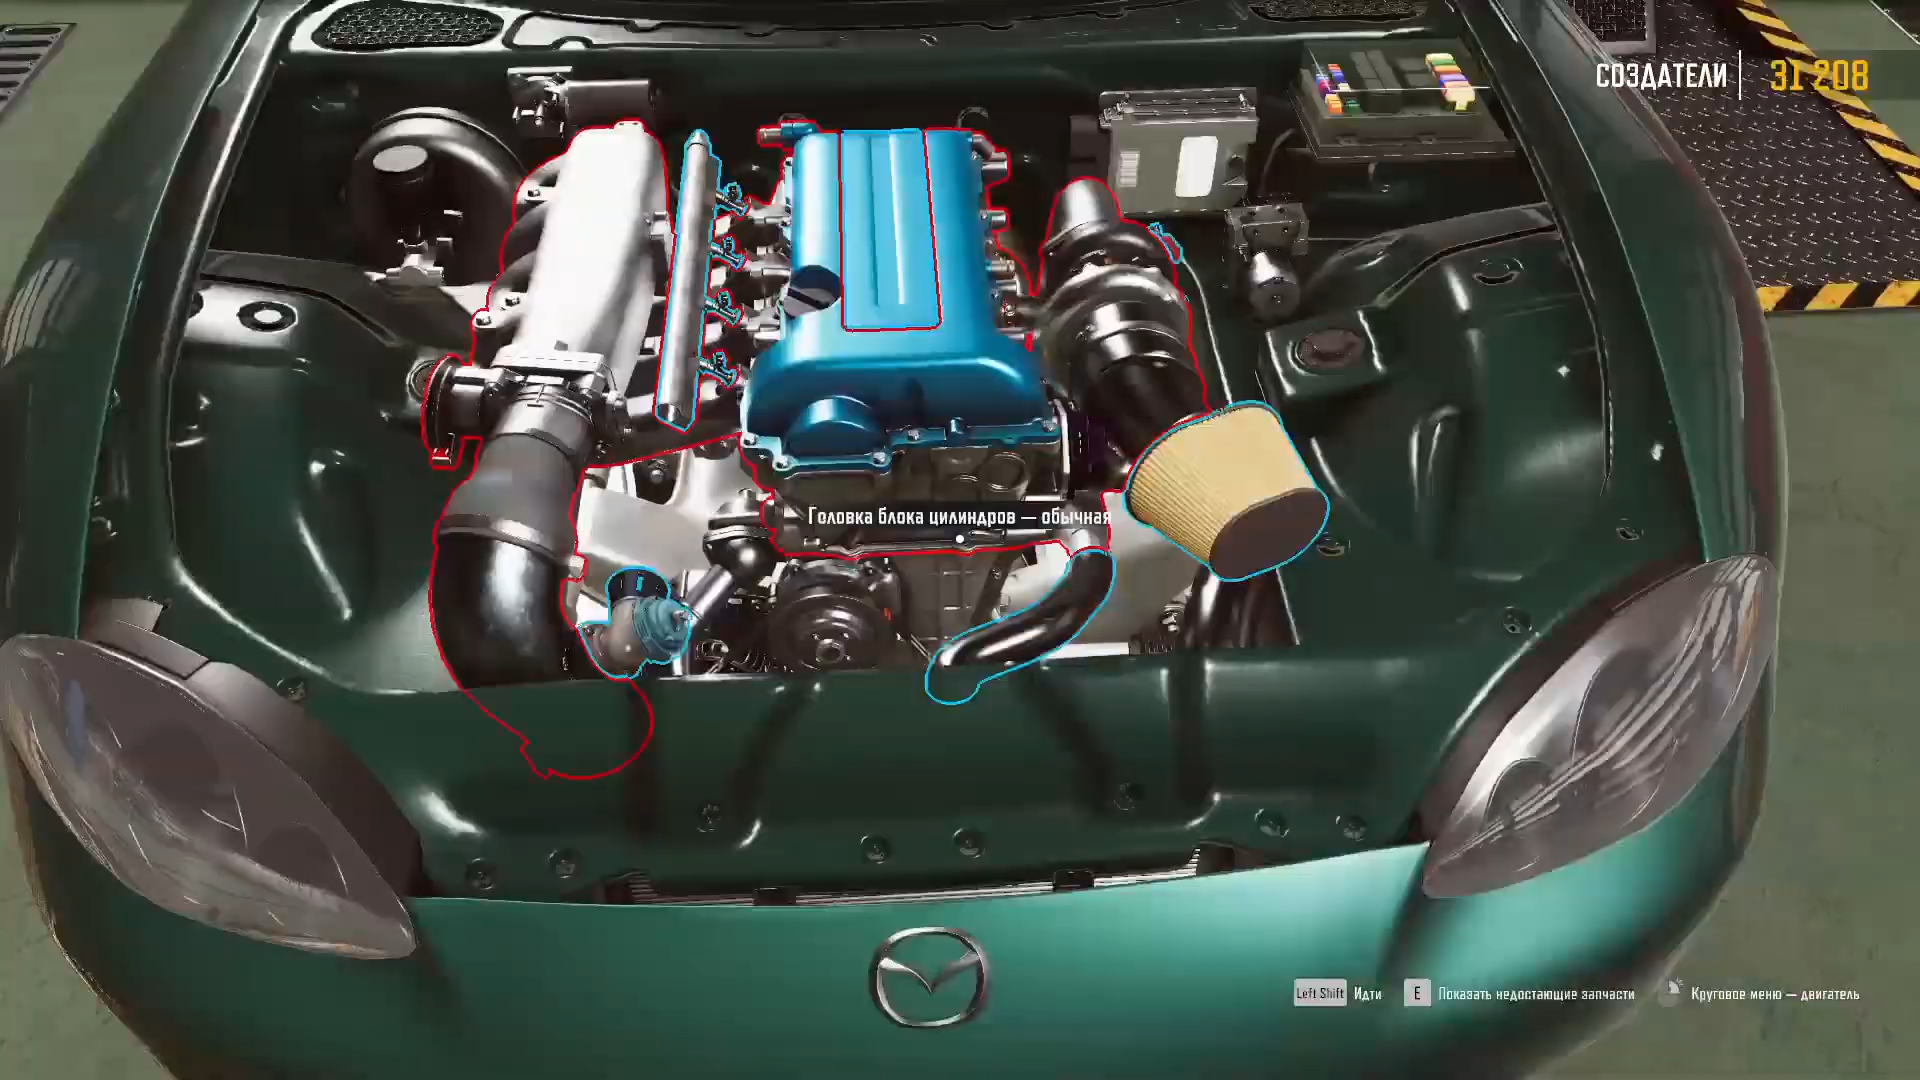 СОЗДАТЕЛИ 31 208
Головка блока цилиндров — обычная
Left Shift Идти E Показать недостающие запчасти Круговое меню — двигатель